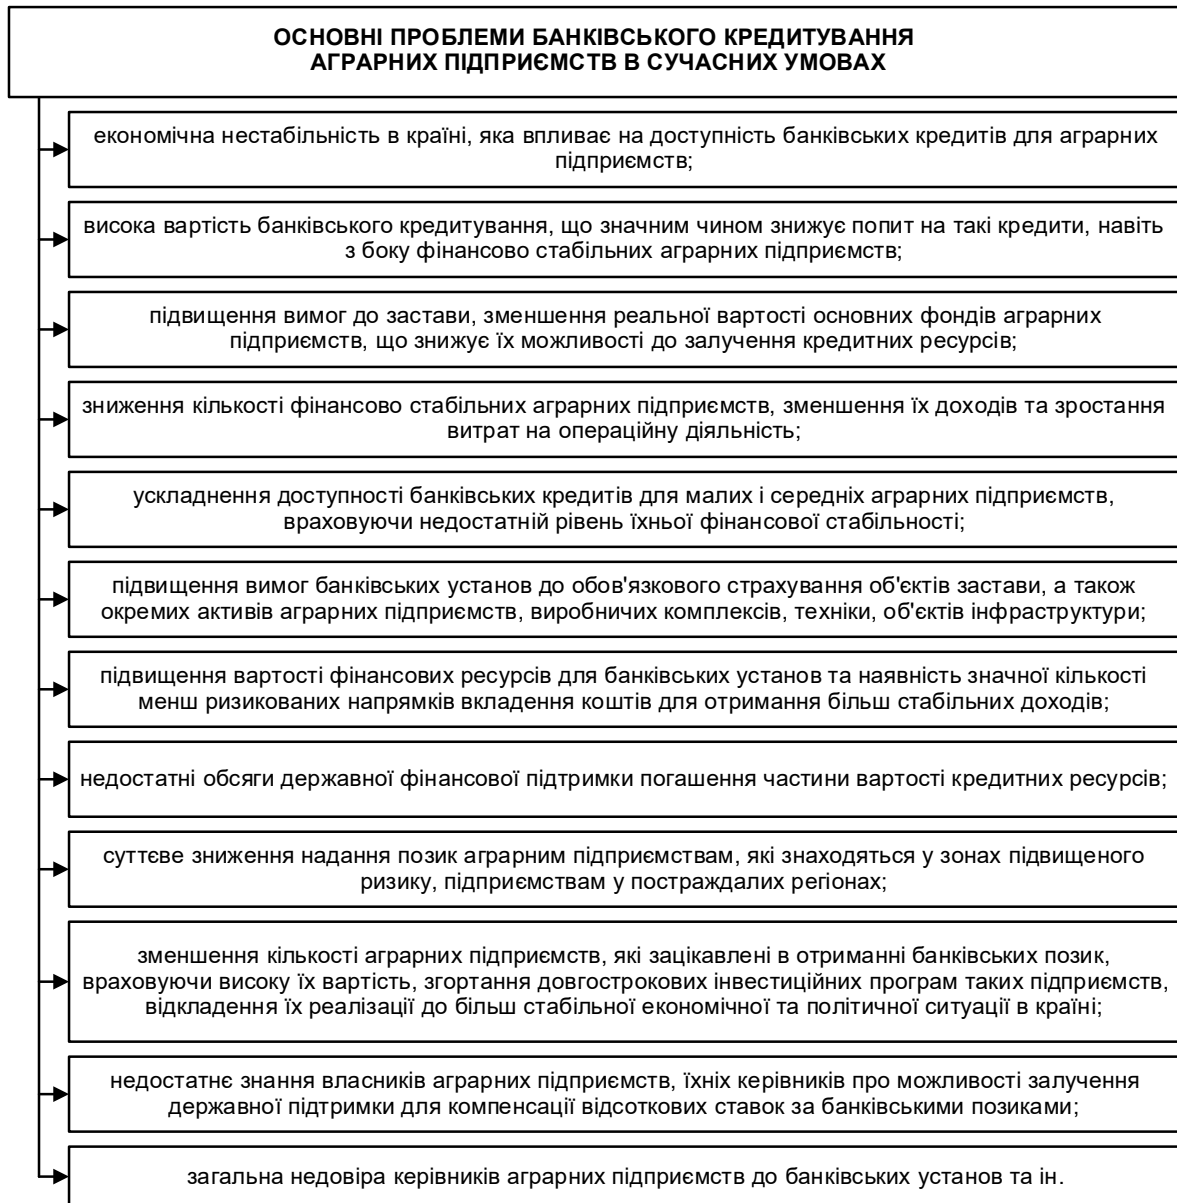 ОСНОВНІ ПРОБЛЕМИ БАНКІВСЬКОГО КРЕДИТУВАННЯ
АГРАРНИХ ПІДПРИЄМСТВ В СУЧАСНИХ УМОВАХ
економічна нестабільність в країні, яка впливає на доступність банківських кредитів для аграрних
підприємств;
висока вартість банківського кредитування, що значним чином знижує попит на такі кредити, навіть
з боку фінансово стабільних аграрних підприємств;
підвищення вимог до застави, зменшення реальної вартості основних фондів аграрних
підприємств, що знижує їх можливості до залучення кредитних ресурсів;
зниження кількості фінансово стабільних аграрних підприємств, зменшення їх доходів та зростання
витрат на операційну діяльність;
ускладнення доступності банківських кредитів для малих і середніх аграрних підприємств,
враховуючи недостатній рівень їхньої фінансової стабільності;
підвищення вимог банківських установ до обов'язкового страхування об'єктів застави, а також
окремих активів аграрних підприємств, виробничих комплексів, техніки, об'єктів інфраструктури;
підвищення вартості фінансових ресурсів для банківських установ та наявність значної кількості
менш ризикованих напрямків вкладення коштів для отримання більш стабільних доходів;
недостатні обсяги державної фінансової підтримки погашення частини вартості кредитних ресурсів;
суттєве зниження надання позик аграрним підприємствам, які знаходяться у зонах підвищеного
ризику, підприємствам у постраждалих регіонах;
зменшення кількості аграрних підприємств, які зацікавлені в отриманні банківських позик,
враховуючи високу їх вартість, згортання довгострокових інвестиційних програм таких підприємств,
відкладення їх реалізації до більш стабільної економічної та політичної ситуації в країні;
недостатнє знання власників аграрних підприємств, їхніх керівників про можливості залучення
державної підтримки для компенсації відсоткових ставок за банківськими позиками;
загальна недовіра керівників аграрних підприємств до банківських установ та ін.